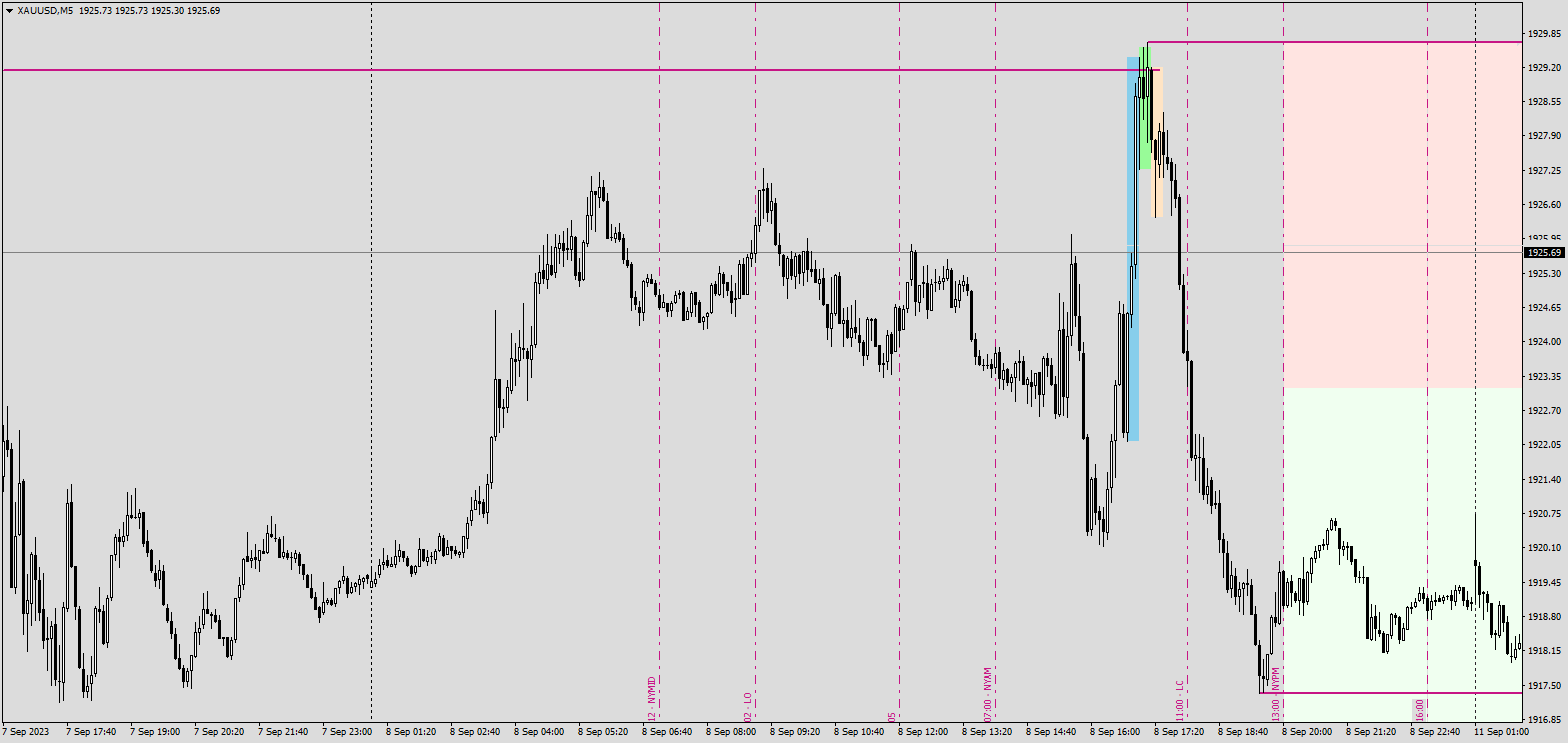 XAUUSD,M5 1925.73 1925.73 1925.30 1925.69
1929.85
1929.20
1928.55
1927.90
1927.25
1926.60
1925.95
1925.69
1925.30
1924.65
1924.00
1923.35
1922.70
1922.05
1921.40
1920.75
1920.10
1919.45
1918.80
1918.15
1917.50
1916.85
12 - NYMID
02 - LO
05
07:00 - NYAM
11:00 - LC
13:00 - NYPM
16:00
7 Sep 2023
7 Sep 17:40
7 Sep 19:00
7 Sep 20:20
7 Sep 21:40
7 Sep 23:00
8 Sep 01:20
8 Sep 02:40
8 Sep 04:00
8 Sep 05:20
8 Sep 06:40
8 Sep 08:00
8 Sep 09:20
8 Sep 10:40
8 Sep 12:00
8 Sep 13:20
8 Sep 14:40
8 Sep 16:00
8 Sep 17:20
8 Sep 18:40
8 Sep 20:00
8 Sep 21:20
8 Sep 22:40
11 Sep 01:00